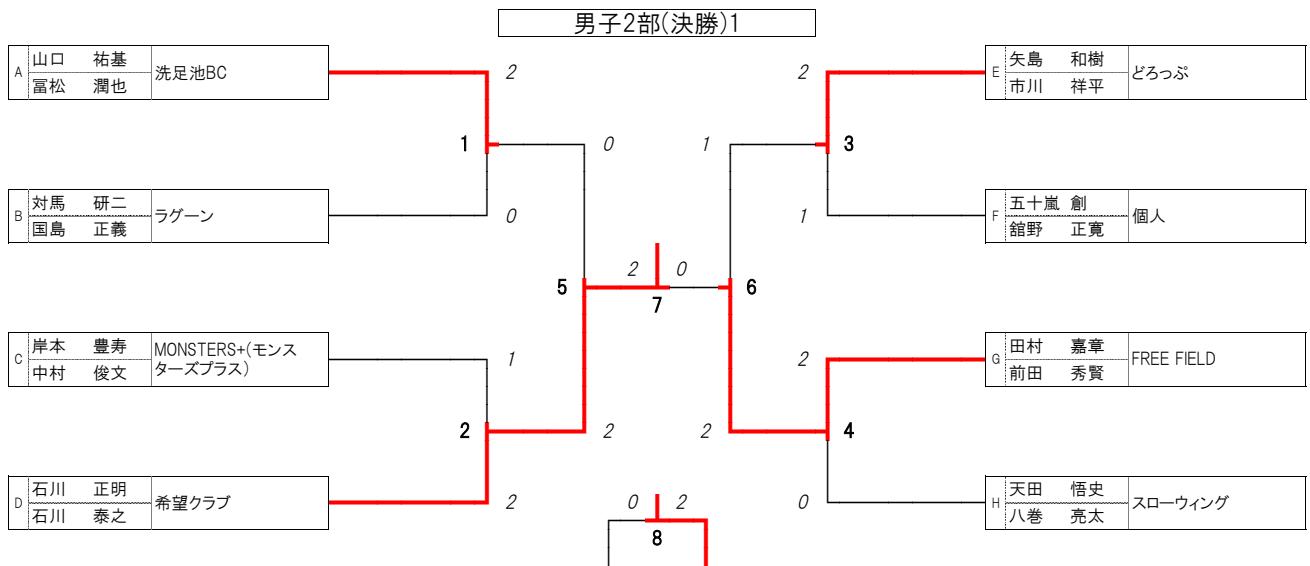 男子2部(決勝)1
A 山口 祐基 洗足池BC
冨松 潤也
2
1
0
B 対馬 研二 ラグーン
国島 正義
0
C 岸本 豊寿 MONSTERS+(モンス
中村 俊文 ターズプラス)
1
2
2
D 石川 正明 希望クラブ
石川 泰之
2
5
2 0
7
6
E 矢島 和樹 どろっぷ
市川 祥平
2
1
3
F 五十嵐 創 個人
舘野 正寛
1
G 田村 嘉章 FREE FIELD
前田 秀賢
2
2
4
H 天田 悟史 スローウィング
八巻 亮太
0
0 2
8